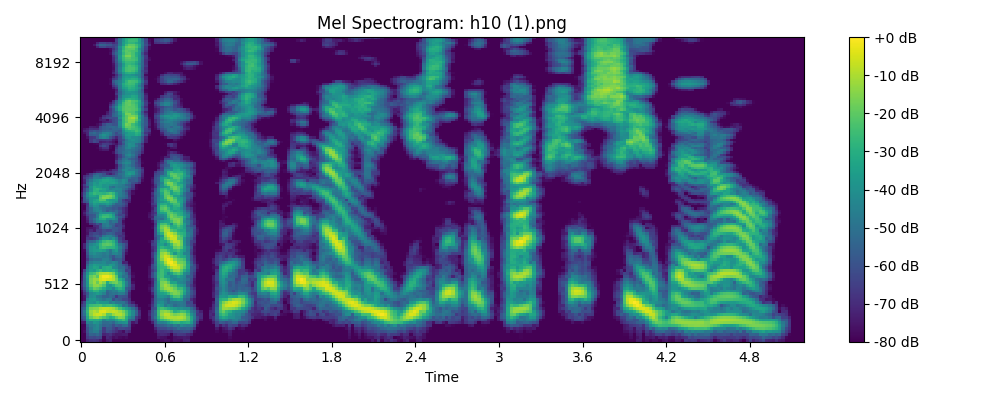 Mel Spectrogram: h10 (1).png
+0 dB
8192
-10 dB
4096
-20 dB
-30 dB
2048
Hz
-40 dB
1024
-50 dB
-60 dB
512
-70 dB
0
-80 dB
0 0.6 1.2 1.8 2.4 3 3.6 4.2 4.8
Time